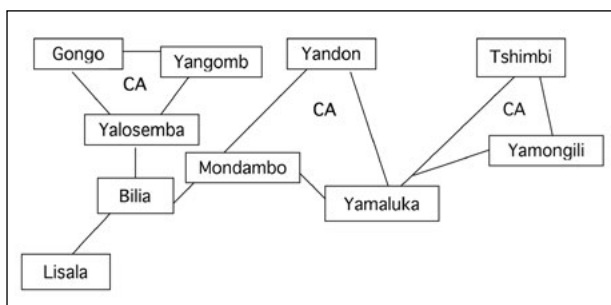 Gongo
Yangomb
Yandon
Tshimbi
CA
CA
CA
Yalosemba
Mondambo
Yamongili
Bilia
Yamaluka
Lisala